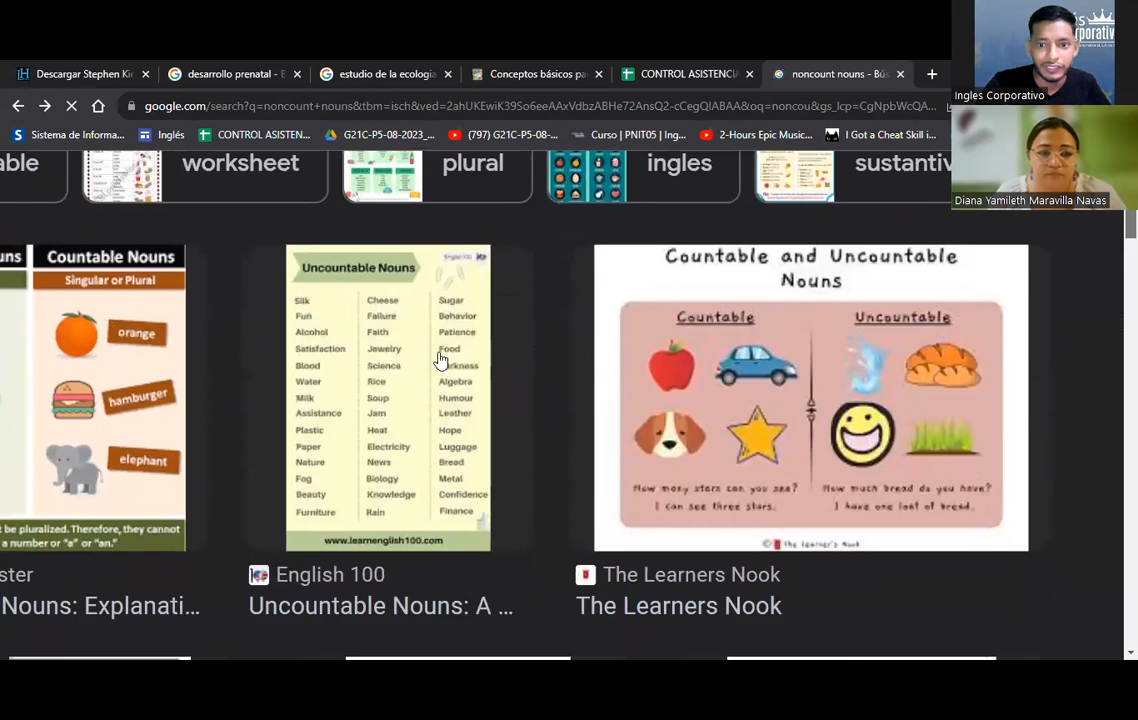 Descargar Stephen Ki
desarrollo prenatal - B
estudio de la ecologia
Conceptos básicos pa
CONTROL ASISTENCI
noncount nouns - Bús
google.com/search?q=noncount+nouns&tbm=isch&ved=2ahUKEwiK39So6eeAAxVdbzABHe72AnsQ2-cCegQIABAA&oq=noncou&gs_lcp=CgNpbWcQA...
Sistema de Informa...
Inglés
CONTROL ASISTEN...
G21C-P5-08-2023_...
(797) G21C-P5-08-...
Curso | PNIT05 | Ing...
2-Hours Epic Music...
I Got a Cheat Skill i...
Ingles Corporativo
Diana Yamileth Maravilla Navas
able
worksheet
plural
ingles
sustantiv
uns
Countable Nouns
Singular or Plural
orange
hamburger
elephant
t be pluralized. Therefore, they cannot
a number or "a" or "an."
ster
Nouns: Explanati...
English 100
Uncountable Nouns
Silk Cheese Sugar
Fun Failure Behavior
Alcohol Faith Patience
Satisfaction Jewelry Food
Blood Science rkness
Water Rice Algebra
Milk Soup Humour
Assistance Jam Leather
Plastic Heat Hope
Paper Electricity Luggage
Nature News Bread
Fog Biology Metal
Beauty Knowledge Confidence
Furniture Rain Finance
www.learnenglish100.com
English 100
Uncountable Nouns: A ...
Countable and Uncountable
Nouns
Countable Uncountable
How many stars can you see? How much bread do you have?
I can see three stars. I have one loaf of bread.
© The Learner's Nook
The Learners Nook
The Learners Nook